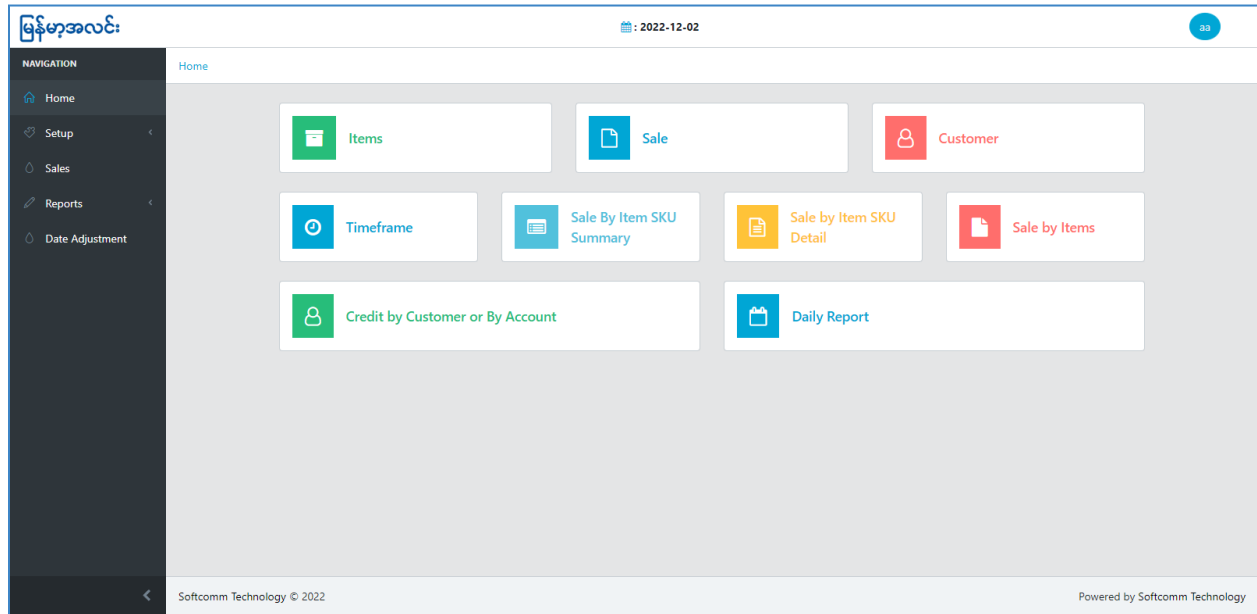 မြန်မာ့အလင်း
: 2022-12-02
aa
NAVIGATION
Home
Setup
Sales
Reports
Date Adjustment
Home
Items
Sale
Customer
Timeframe
Sale By Item SKU
Summary
Sale by Item SKU
Detail
Sale by Items
Credit by Customer or By Account
Daily Report
Softcomm Technology © 2022
Powered by Softcomm Technology